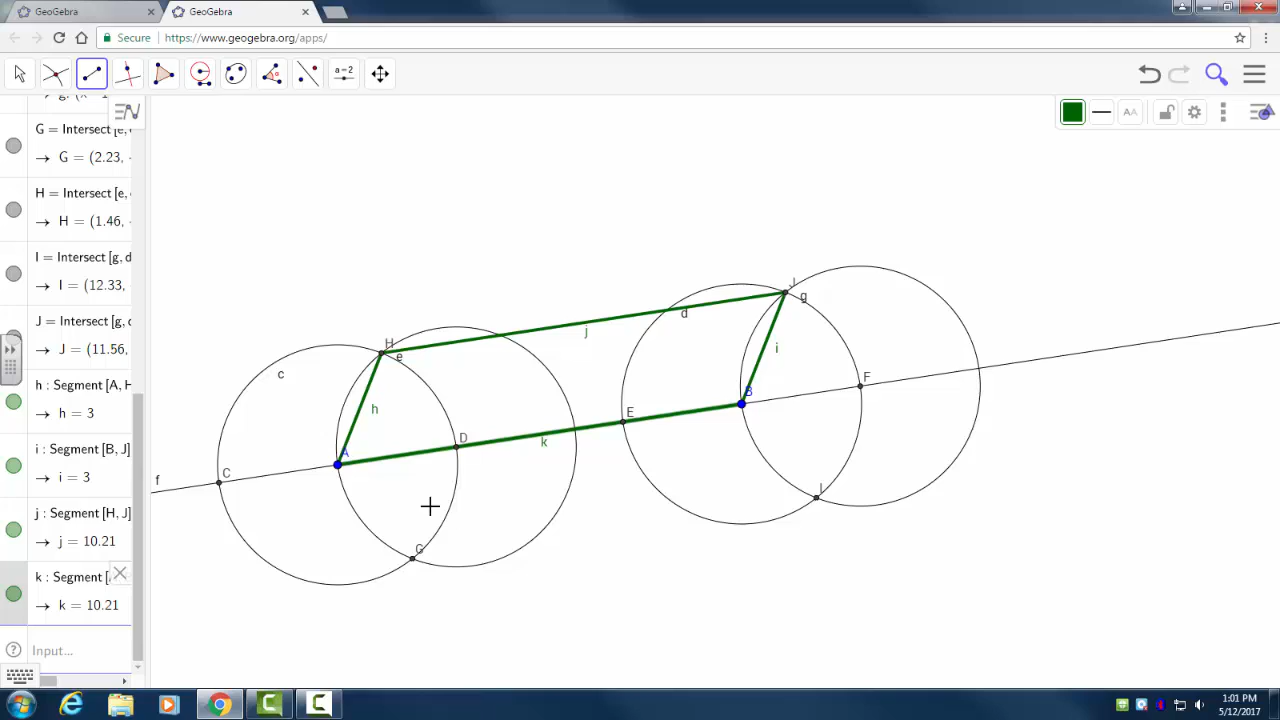 GeoGebra
GeoGebra
Secure https://www.geogebra.org/apps/
a=2
AA
G = Intersect [e,
→ G = (2.23,
H = Intersect [e,
→ H = (1.46,
I = Intersect [g, d
→ I = (12.33,
J = Intersect [g, d
→ J = (11.56,
h : Segment [A, H
→ h = 3
i : Segment [B, J]
→ i = 3
j : Segment [H, J]
→ j = 10.21
k : Segment [
→ k = 10.21
Input...
J
g
d
j
H
e
c
i
F
B
h
E
D
k
A
C
f
I
G
1:01 PM
5/12/2017